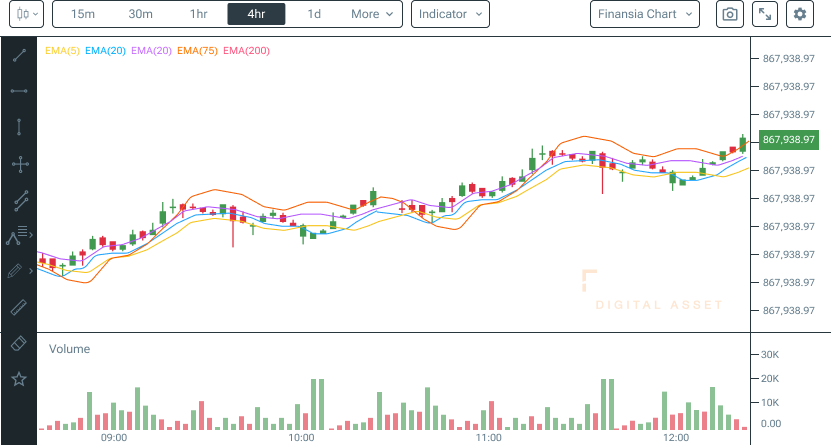 15m 30m 1hr 4hr 1d More Indicator Finansia Chart
EMA(5) EMA(20) EMA(20) EMA(75) EMA(200)
867,938.97
867,938.97
867,938.97
867,938.97
867,938.97
867,938.97
867,938.97
867,938.97
867,938.97
DIGITAL ASSET
867,938.97
Volume
30K
20K
10K
0.00
09:00 10:00 11:00 12:00